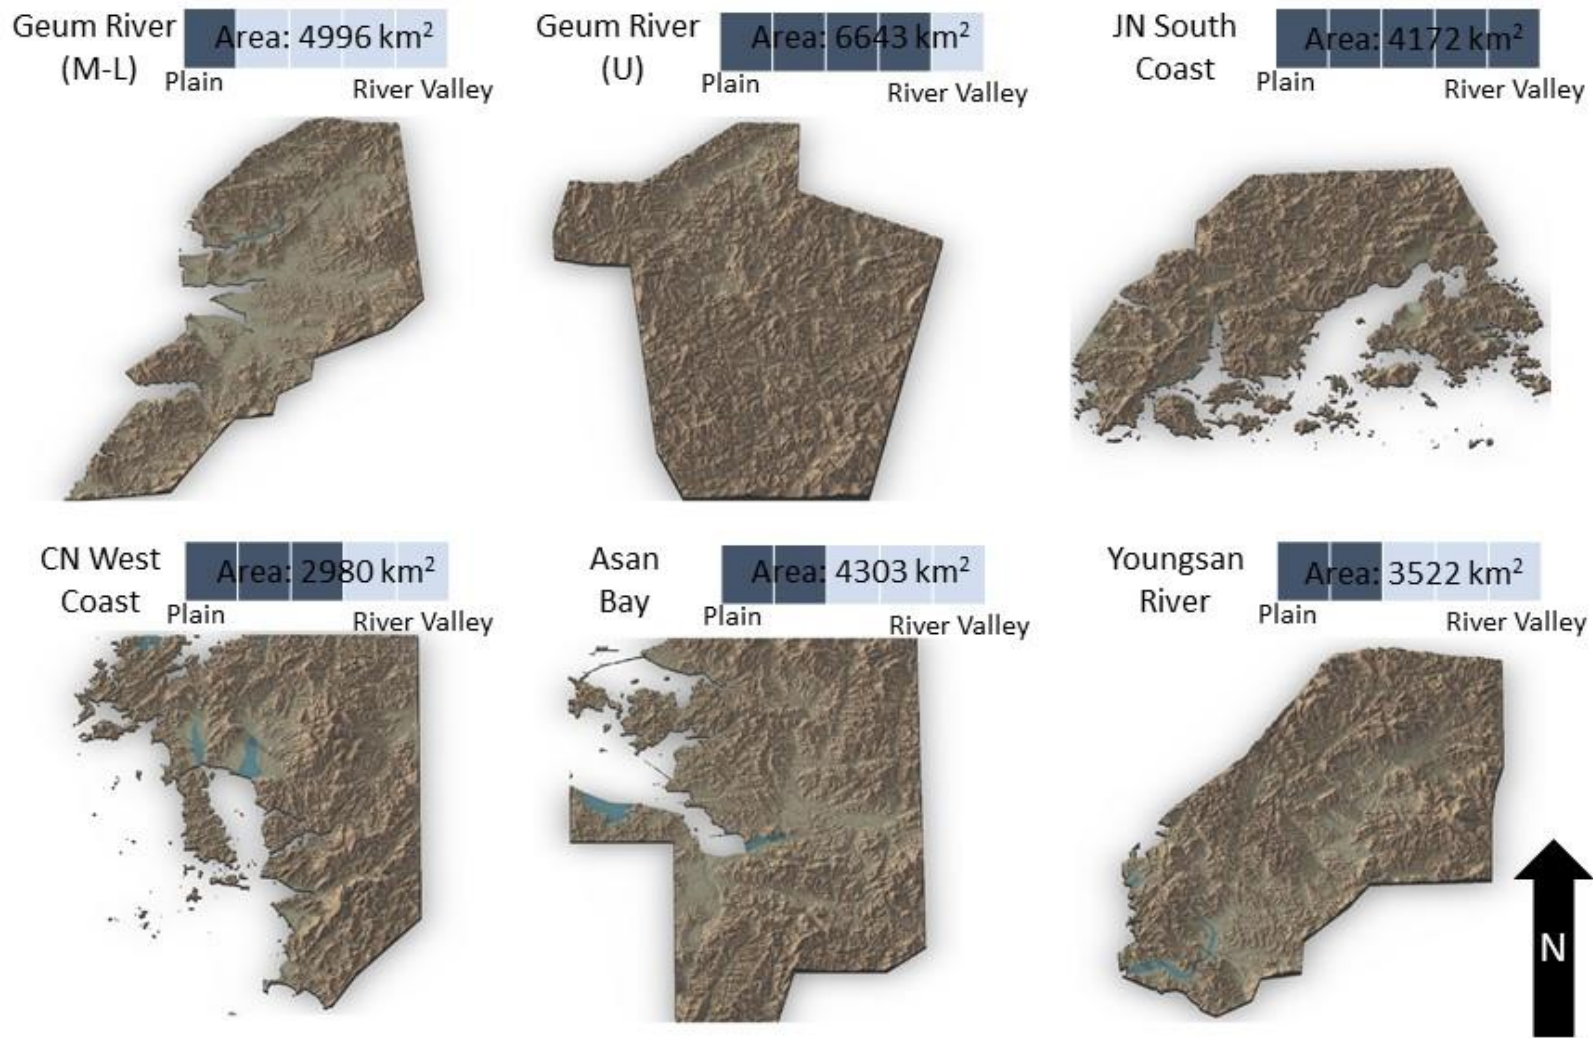 Geum River
(M-L)
Area: 4996 km²
Plain
River Valley
Geum River
(U)
Area: 6643 km²
Plain
River Valley
JN South
Coast
Area: 4172 km²
Plain
River Valley
CN West
Coast
Area: 2980 km²
Plain
River Valley
Asan
Bay
Area: 4303 km²
Plain
River Valley
Youngsan
River
Area: 3522 km²
Plain
River Valley
N